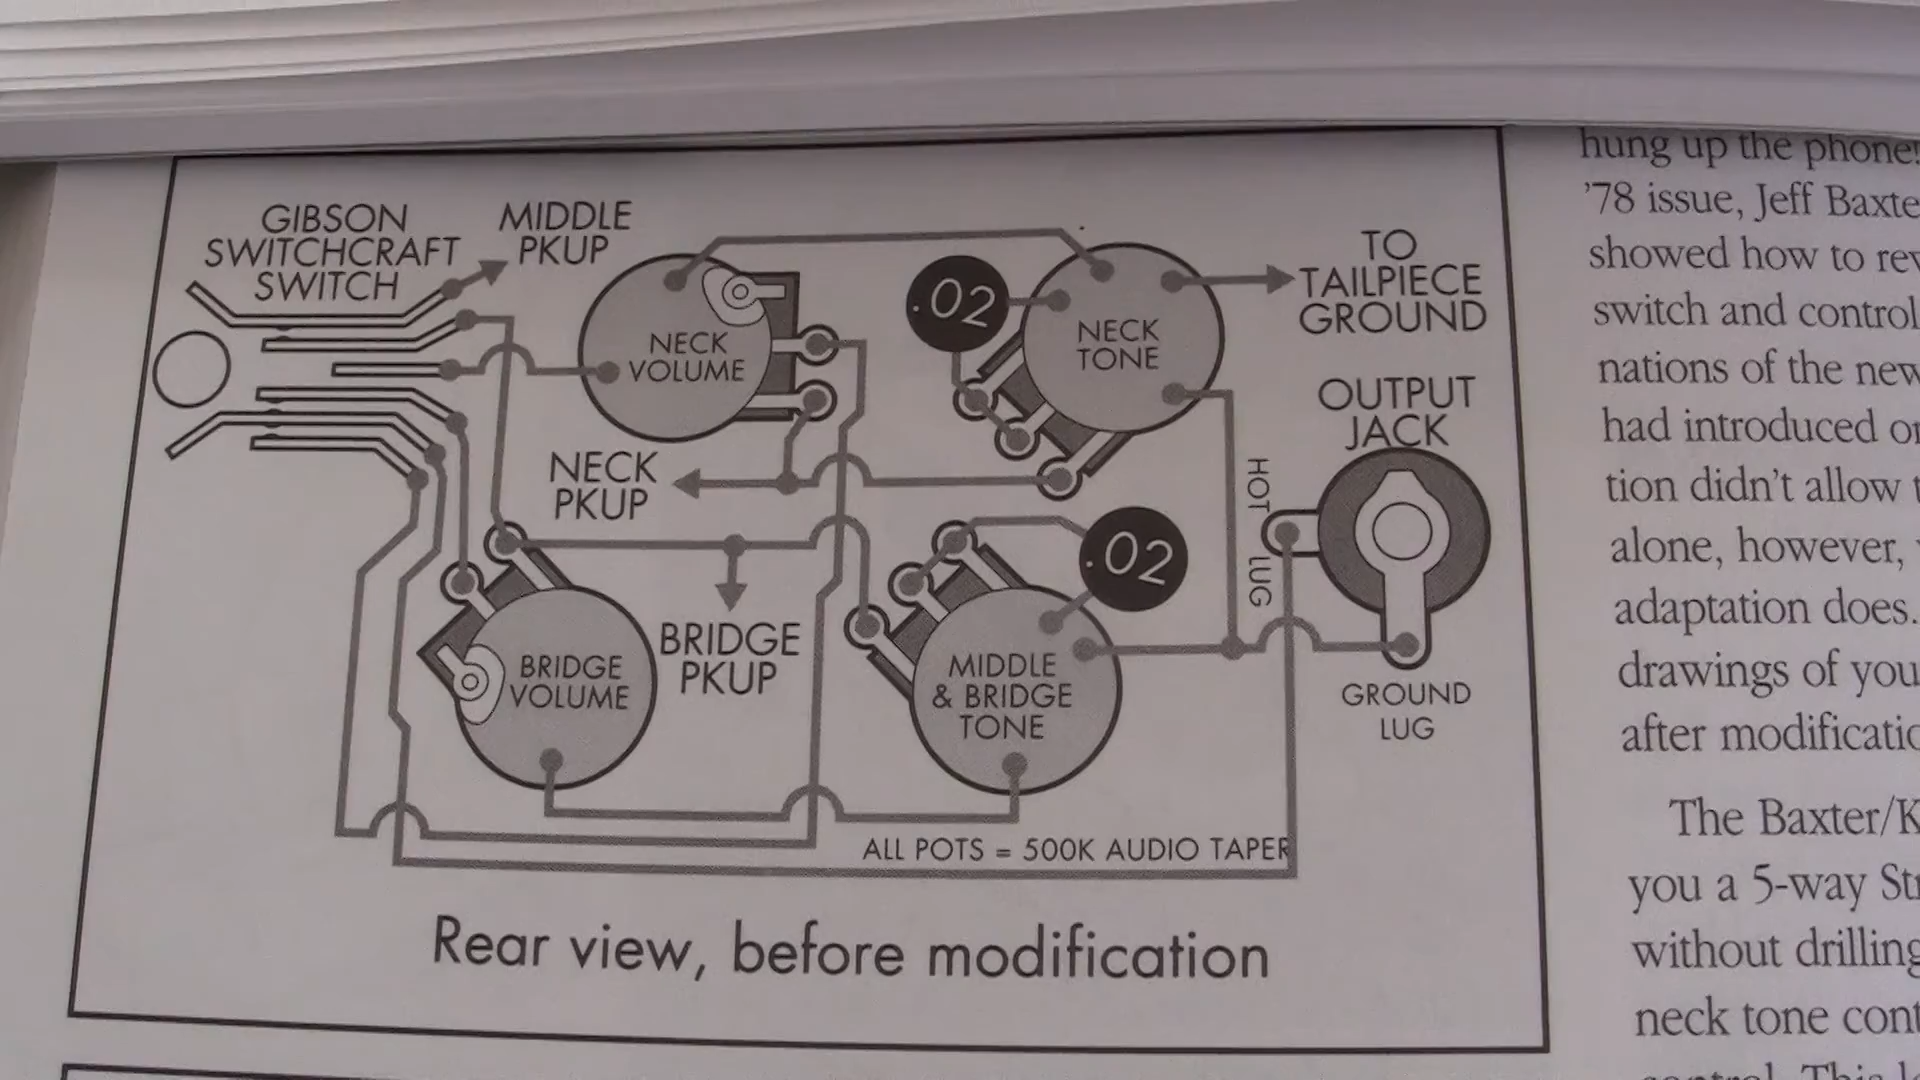 GIBSON
SWITCHCRAFT
SWITCH
MIDDLE
PKUP
NECK
VOLUME
.02
NECK
TONE
TO
TAILPIECE
GROUND
OUTPUT
JACK
NECK
PKUP
HOT LUG
.02
BRIDGE
VOLUME
BRIDGE
PKUP
MIDDLE
& BRIDGE
TONE
GROUND
LUG
ALL POTS = 500K AUDIO TAPER
Rear view, before modification
hung up the phone
'78 issue, Jeff Baxte
showed how to rev
switch and control
nations of the new
had introduced
tion didn't allow
alone, however,
adaptation does.
drawings of you
after modificatio
The Baxter/K
you a 5-way St
without drilling
neck tone cont